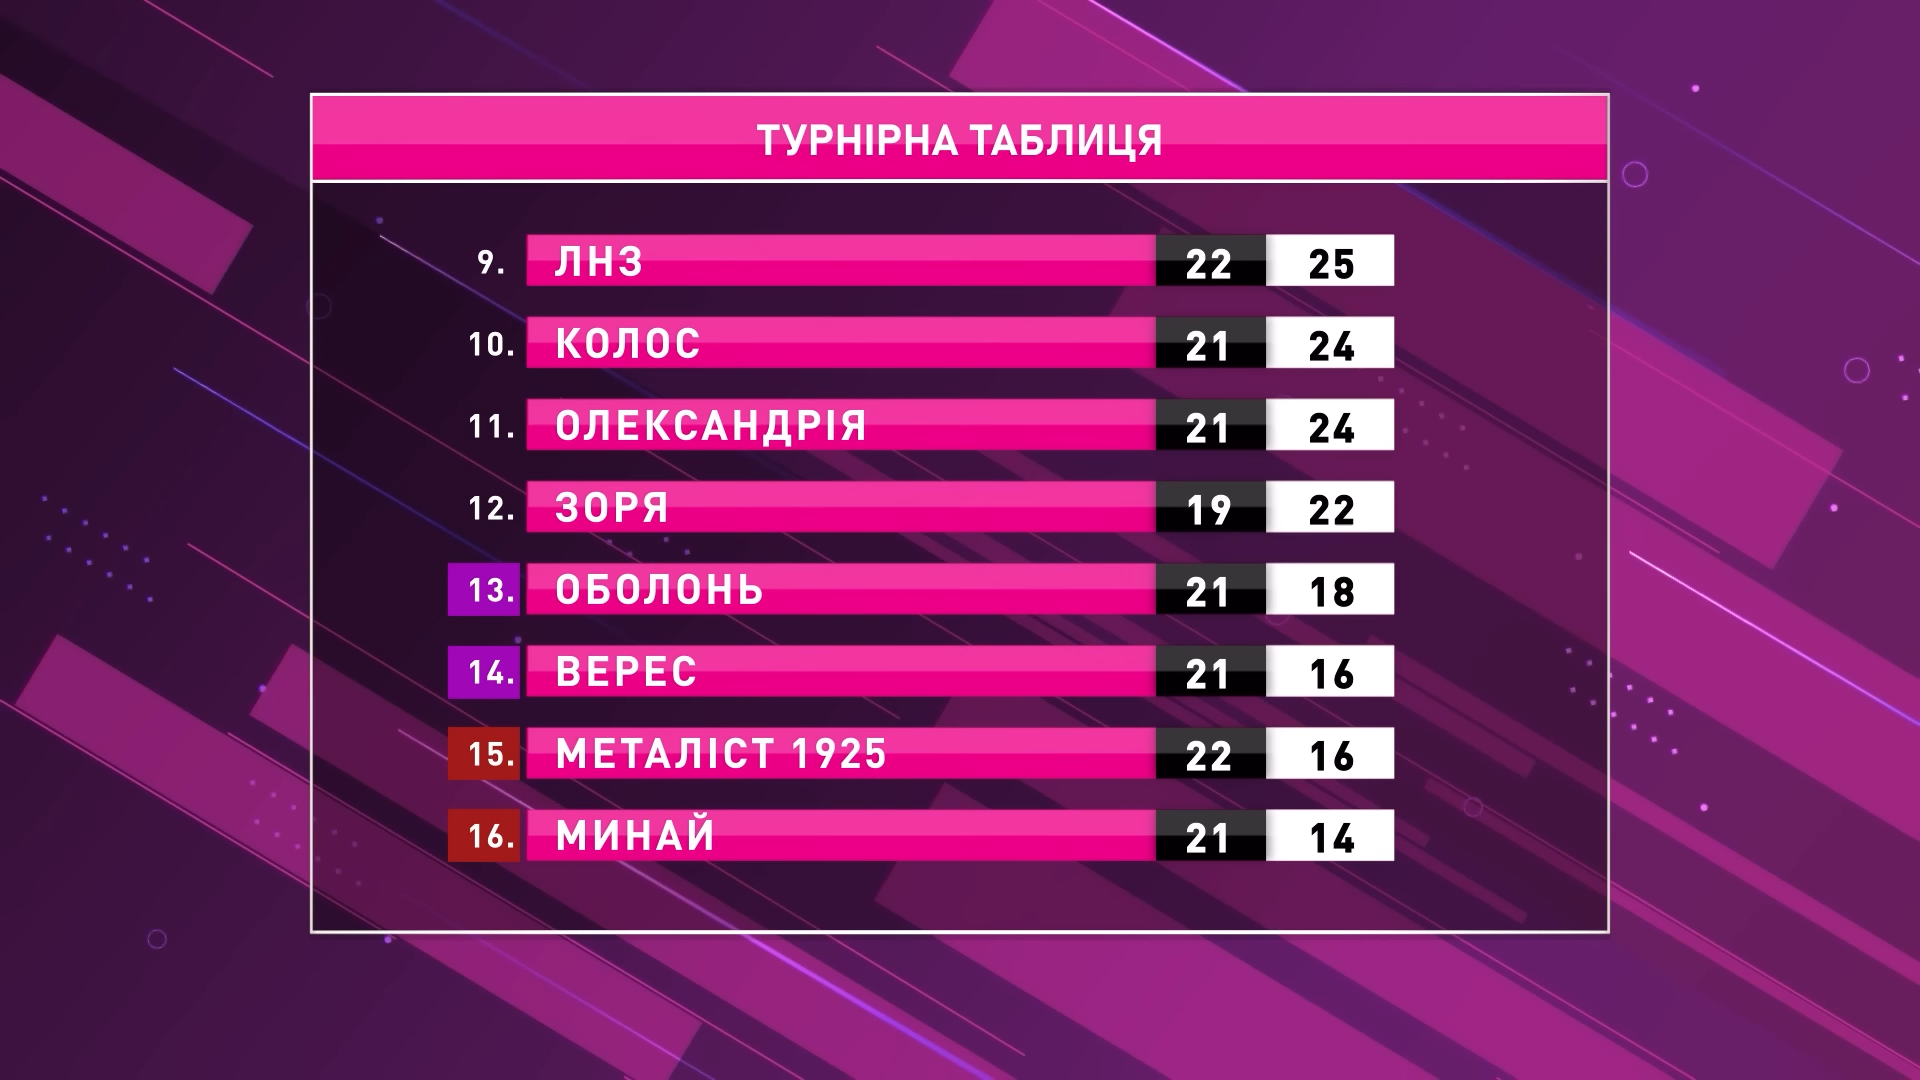 ТУРНІРНА ТАБЛИЦЯ
9. ЛНЗ 22 25
10. КОЛОС 21 24
11. ОЛЕКСАНДРІЯ 21 24
12. ЗОРЯ 19 22
13. ОБОЛОНЬ 21 18
14. ВЕРЕС 21 16
15. МЕТАЛІСТ 1925 22 16
16. МИНАЙ 21 14